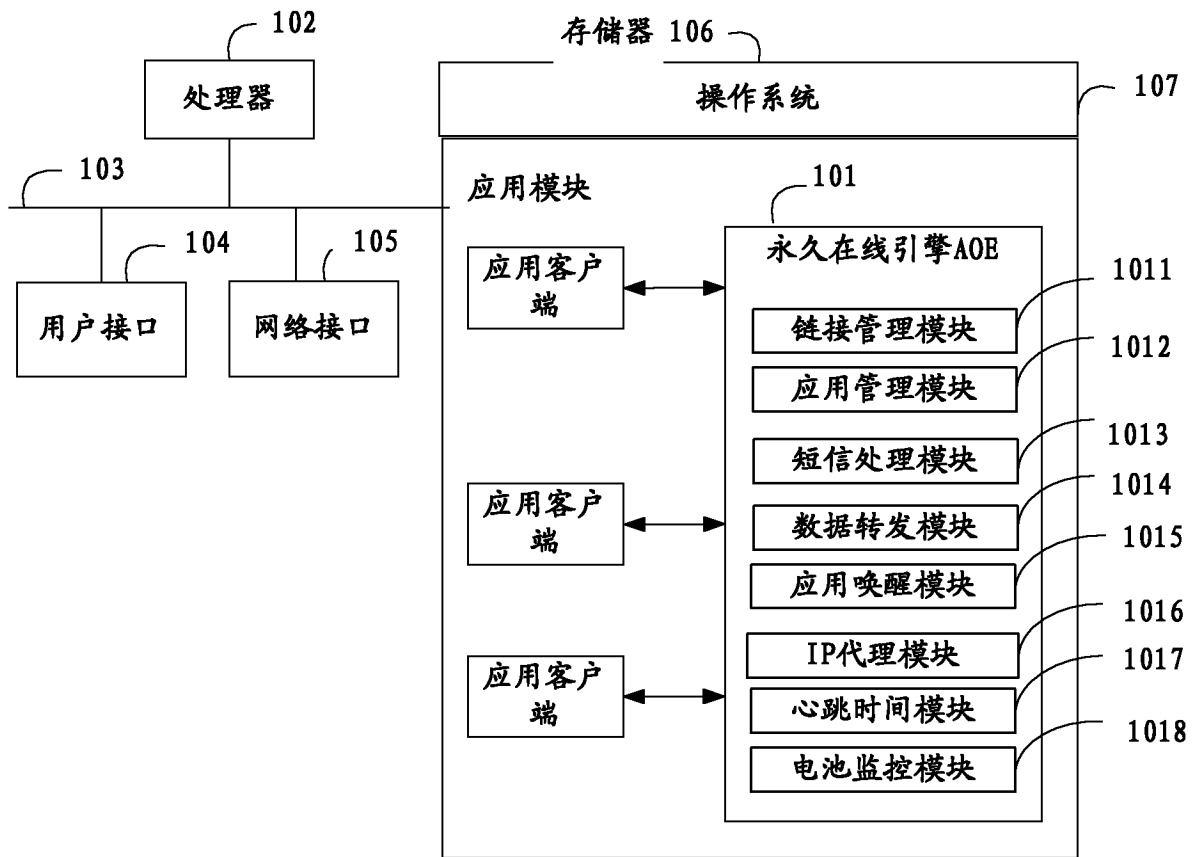 102
存储器 106
处理器
操作系统
107
103
应用模块
101
104
105
永久在线引擎AOE
应用客户
端
1011
用户接口
网络接口
链接管理模块
1012
应用管理模块
1013
短信处理模块
应用客户
端
1014
数据转发模块
1015
应用唤醒模块
1016
IP代理模块
应用客户
端
1017
心跳时间模块
1018
电池监控模块